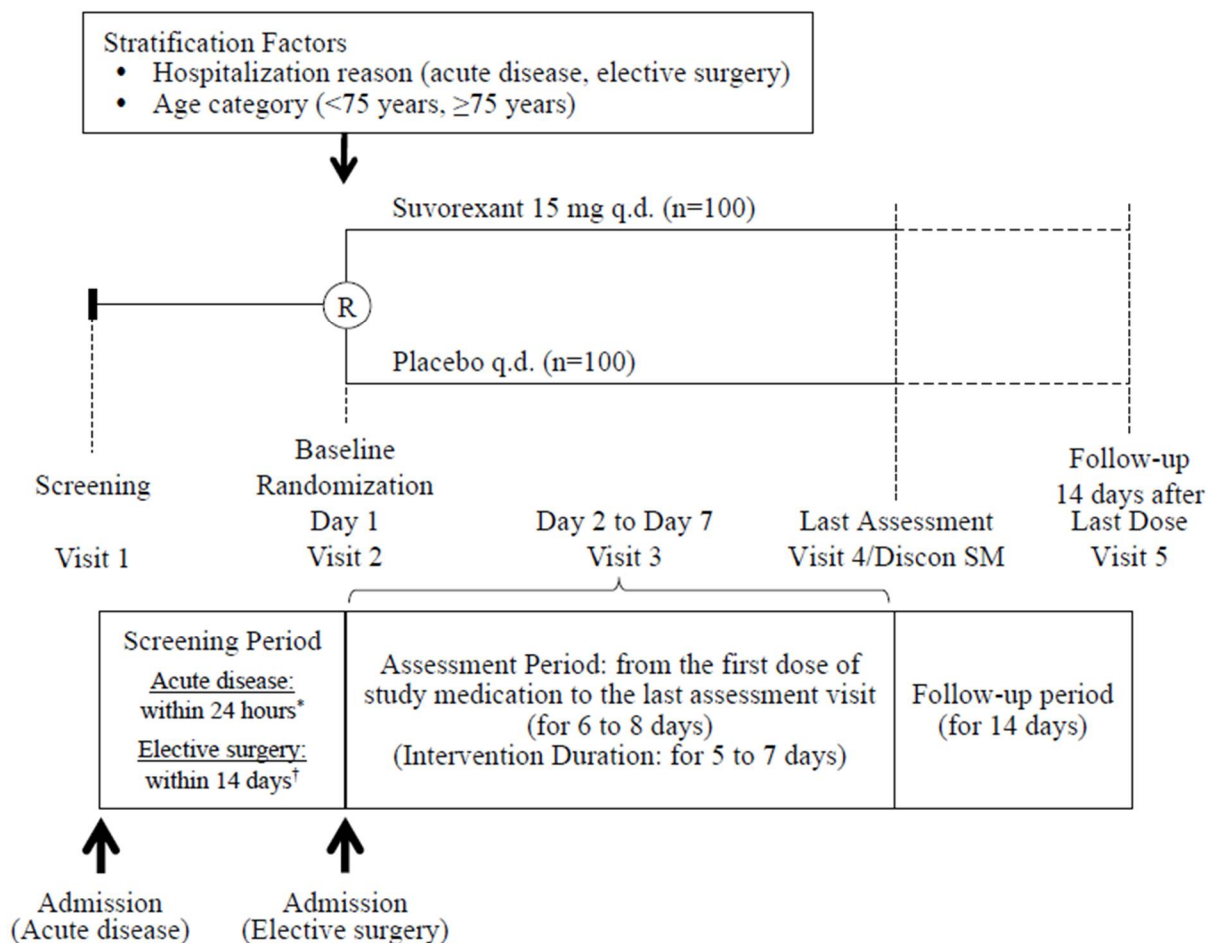 Stratification Factors
• Hospitalization reason (acute disease, elective surgery)
• Age category (<75 years, ≥75 years)
Suvorexant 15 mg q.d. (n=100)
R
Placebo q.d. (n=100)
Screening
Visit 1
Baseline
Randomization
Day 1
Visit 2
Day 2 to Day 7
Visit 3
Last Assessment
Visit 4/Discon SM
Follow-up
14 days after
Last Dose
Visit 5
Screening Period
Acute disease:
within 24 hours*
Elective surgery:
within 14 days†
Assessment Period: from the first dose of
study medication to the last assessment visit
(for 6 to 8 days)
(Intervention Duration: for 5 to 7 days)
Follow-up period
(for 14 days)
Admission
(Acute disease)
Admission
(Elective surgery)